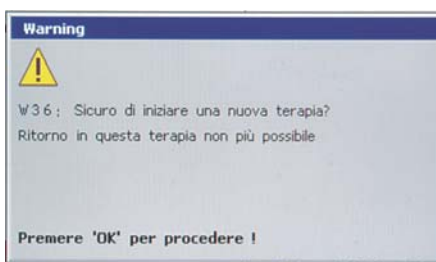 Warning
W36: Sicuro di iniziare una nuova terapia?
Ritorno in questa terapia non più possibile
Premere 'OK' per procedere !